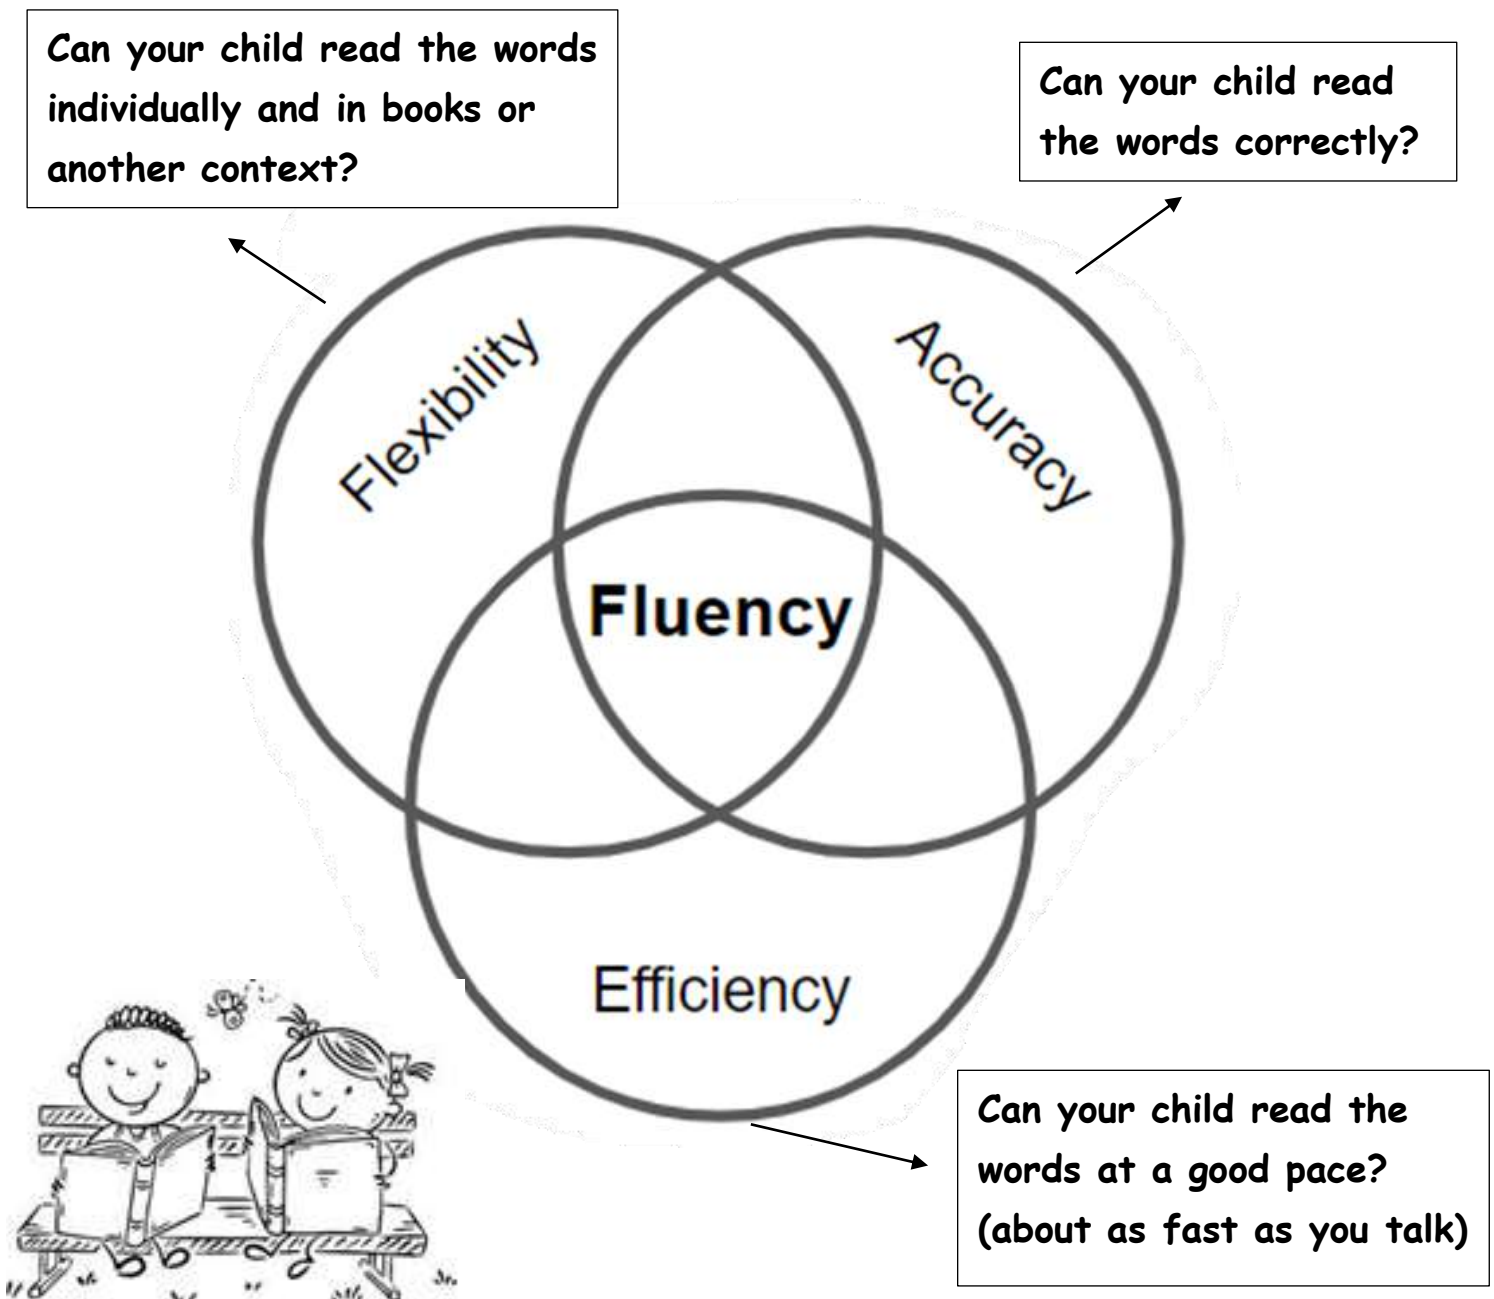 Can your child read the words
individually and in books or
another context?
Can your child read
the words correctly?
Flexibility
Accuracy
Fluency
Efficiency
Can your child read the
words at a good pace?
(about as fast as you talk)